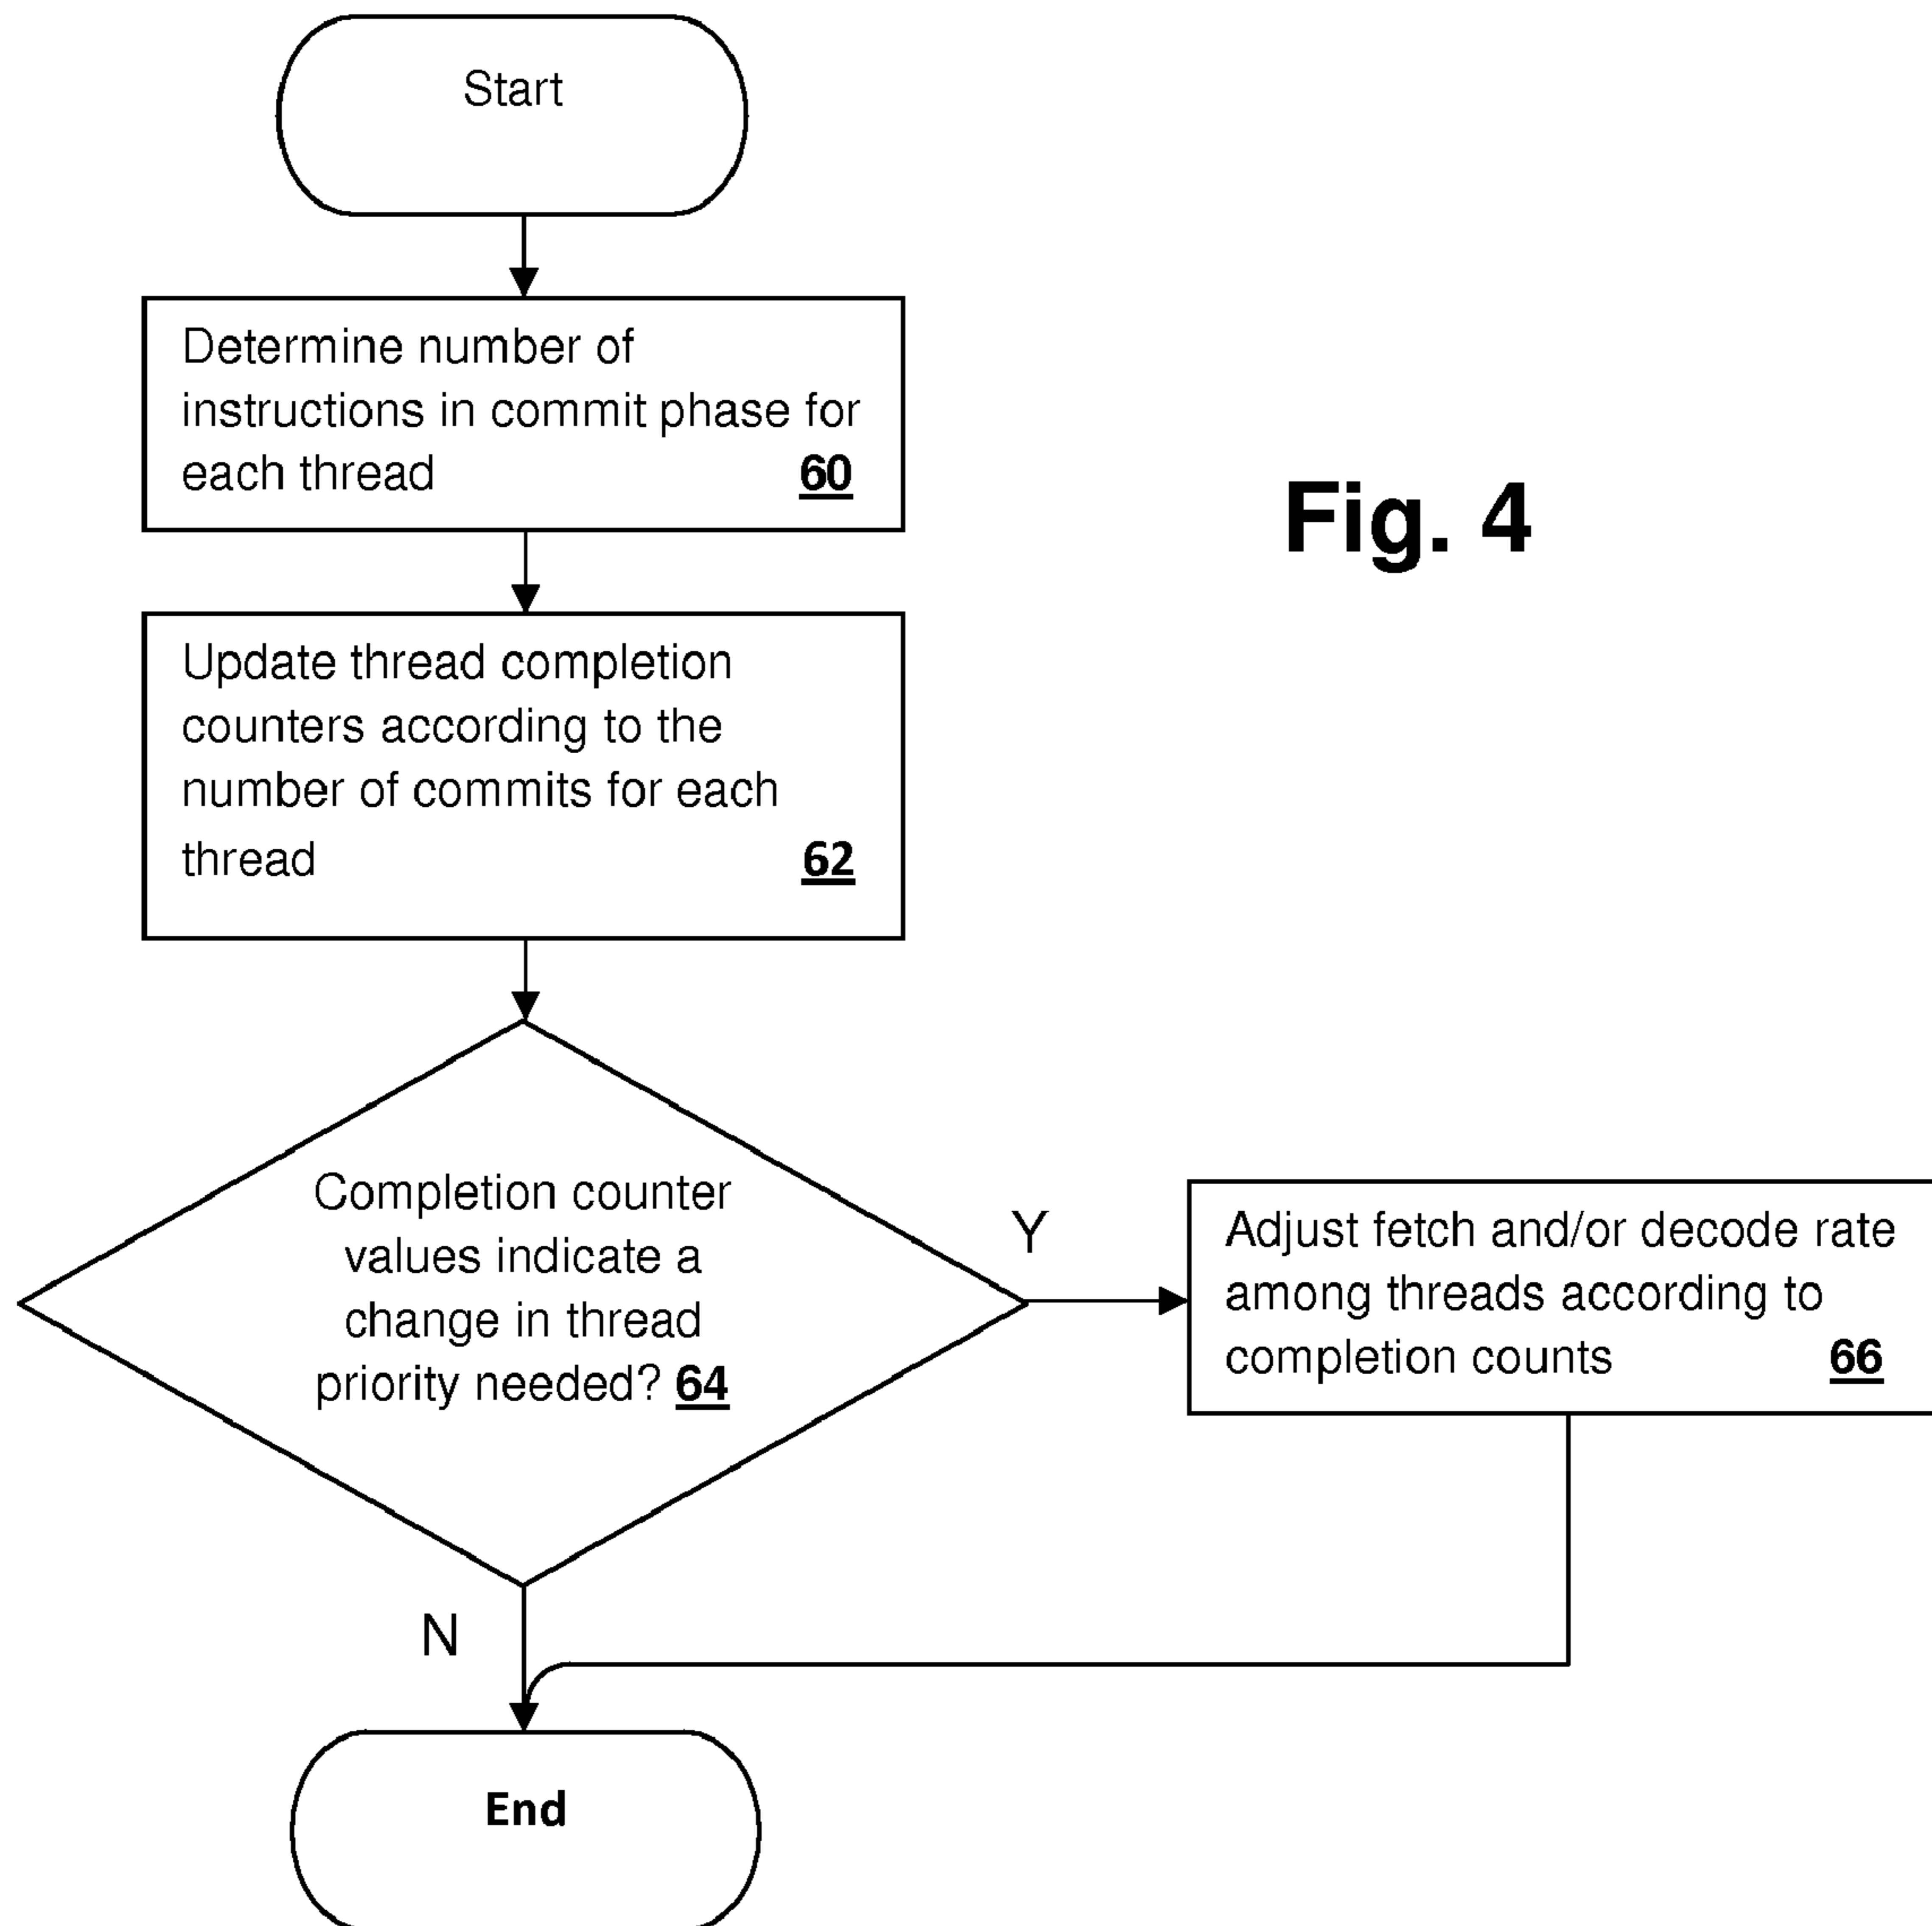 Start
Determine number of
instructions in commit phase for
each thread 60
Fig. 4
Update thread completion
counters according to the
number of commits for each
thread 62
Completion counter
values indicate a
change in thread
priority needed? 64
Y
Adjust fetch and/or decode rate
among threads according to
completion counts 66
N
End